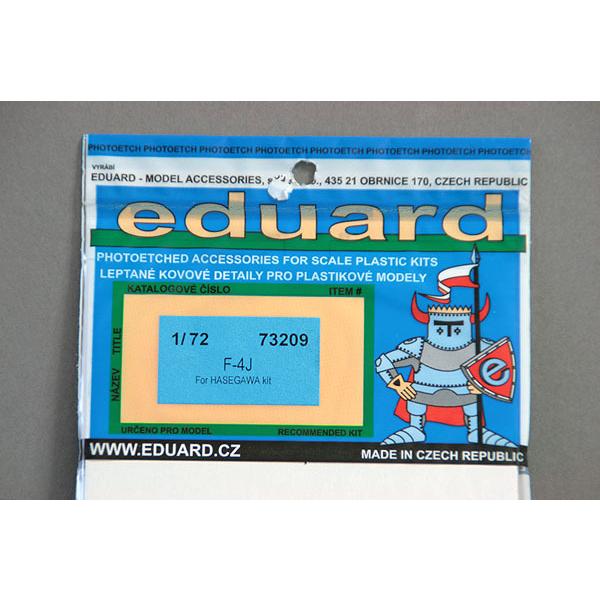 PHOTOETCH PHOTOETCH PHOTOETCH PHOTOETCH PHOTOETCH PHOTOETCH PHOTOETCH PHOTOETCH
VYRÁBÍ
EDUARD - MODEL ACCESSORIES, 435 21 OBRNICE 170, CZECH REPUBLIC
eduard
PHOTOETCHED ACCESSORIES FOR SCALE PLASTIC KITS
LEPTANÉ KOVOVÉ DETAILY PRO PLASTIKOVÉ MODELY
KATALOGOVÉ ČÍSLO ITEM #
NÁZEV TITLE
1/72 73209
F-4J
For HASEGAWA kit
e
URČENO PRO MODEL RECOMMENDED KIT
WWW.EDUARD.CZ MADE IN CZECH REPUBLIC